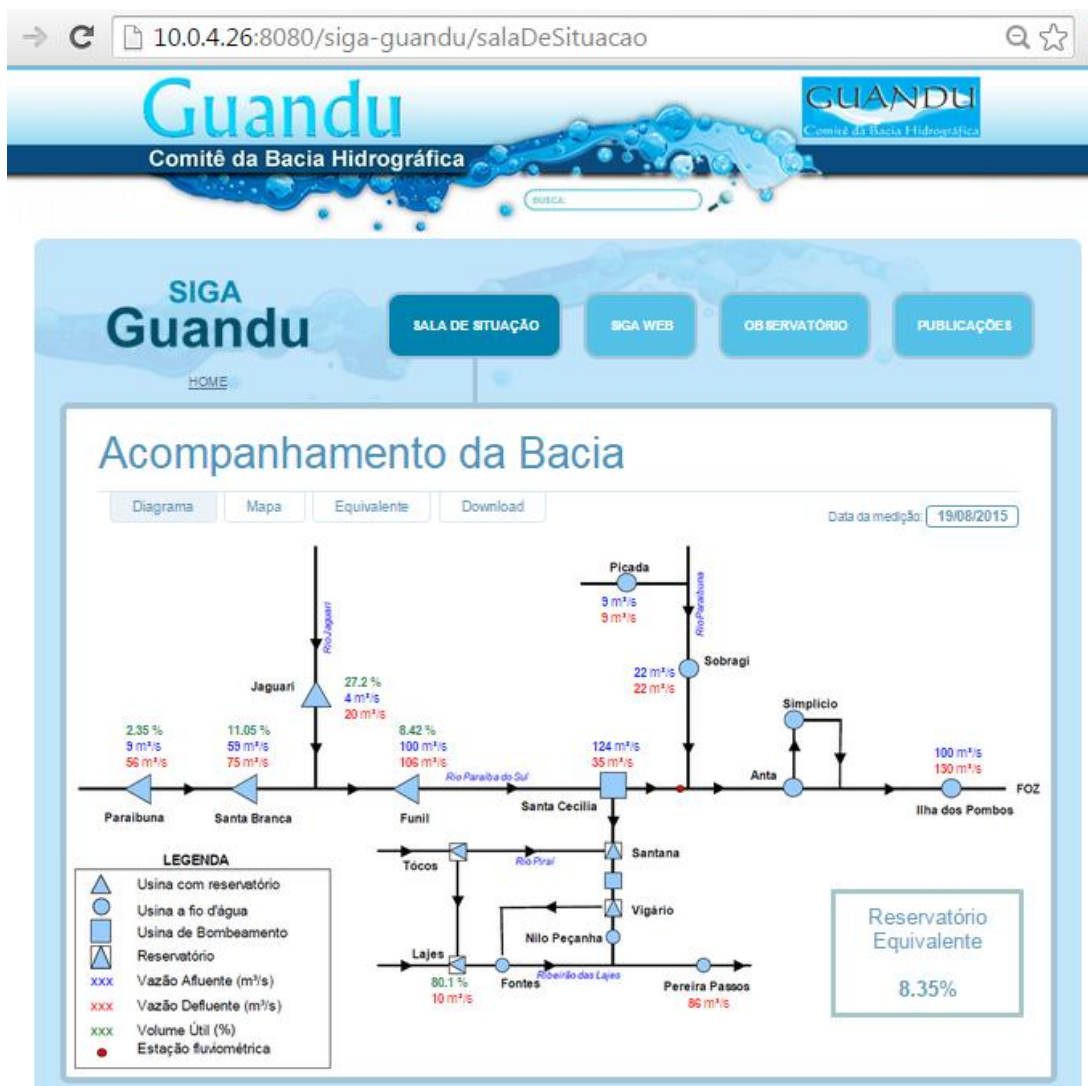 10.0.4.26:8080/siga-guandu/salaDeSituacao
Guandu
Comitê da Bacia Hidrográfica
GUANDU
Comitê da Bacia Hidrográfica
BUSCA:
SIGA
Guandu
HOME
SALA DE SITUAÇÃO
SIGA WEB
OBSERVATÓRIO
PUBLICAÇÕES
Acompanhamento da Bacia
Diagrama
Mapa
Equivalente
Download
Data da medição: 19/08/2015
Rio Jaguari
Jaguari
27.2 %
4 m³/s
20 m³/s
Picada
9 m³/s
9 m³/s
Rio Paraibuna
Sobragi
22 m³/s
22 m³/s
Simplício
Anta
2.35 %
9 m³/s
56 m³/s
Paraibuna
11.05 %
59 m³/s
75 m³/s
Santa Branca
8.42 %
100 m³/s
106 m³/s
Funil
Rio Paraíba do Sul
124 m³/s
35 m³/s
Santa Cecília
100 m³/s
130 m³/s
Ilha dos Pombos
FOZ
Tócos
Rio Piraí
Santana
Vigário
Nilo Peçanha
Lajes
80.1 %
10 m³/s
Fontes
Ribeirão das Lajes
Pereira Passos
86 m³/s
LEGENDA
Usina com reservatório
Usina a fio d'água
Usina de Bombeamento
Reservatório
xxx Vazão Afluente (m³/s)
xxx Vazão Defluente (m³/s)
xxx Volume Útil (%)
Estação fluviométrica
Reservatório
Equivalente
8.35%